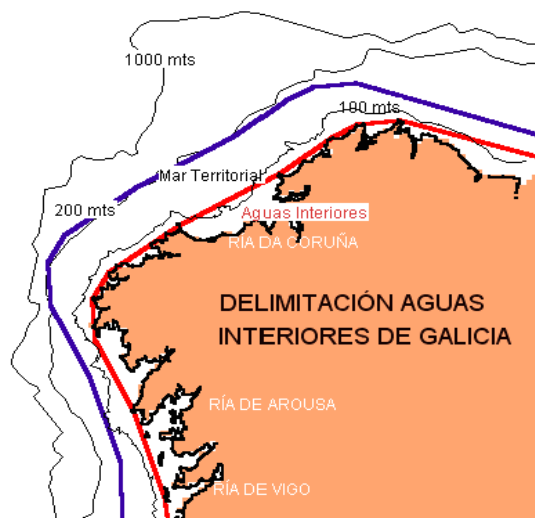 1000 mts
100 mts
Mar Territorial
200 mts
Aguas Interiores
RÍA DA CORUÑA
DELIMITACIÓN AGUAS
INTERIORES DE GALICIA
RÍA DE AROUSA
RÍA DE VIGO